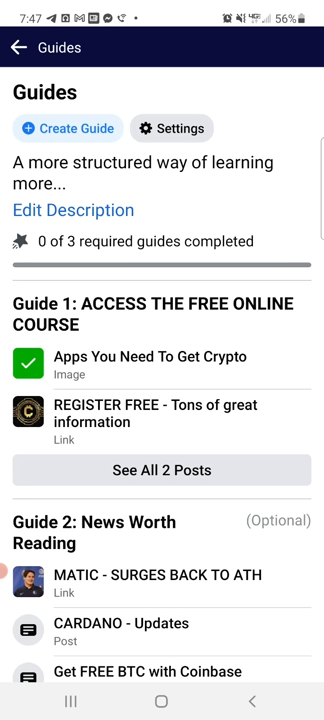 7:47
56%
Guides
Guides
Create Guide
Settings
A more structured way of learning
more...
Edit Description
0 of 3 required guides completed
Guide 1: ACCESS THE FREE ONLINE
COURSE
Apps You Need To Get Crypto
Image
REGISTER FREE - Tons of great
information
Link
See All 2 Posts
Guide 2: News Worth
Reading
(Optional)
MATIC - SURGES BACK TO ATH
Link
CARDANO - Updates
Post
Get FREE BTC with Coinbase